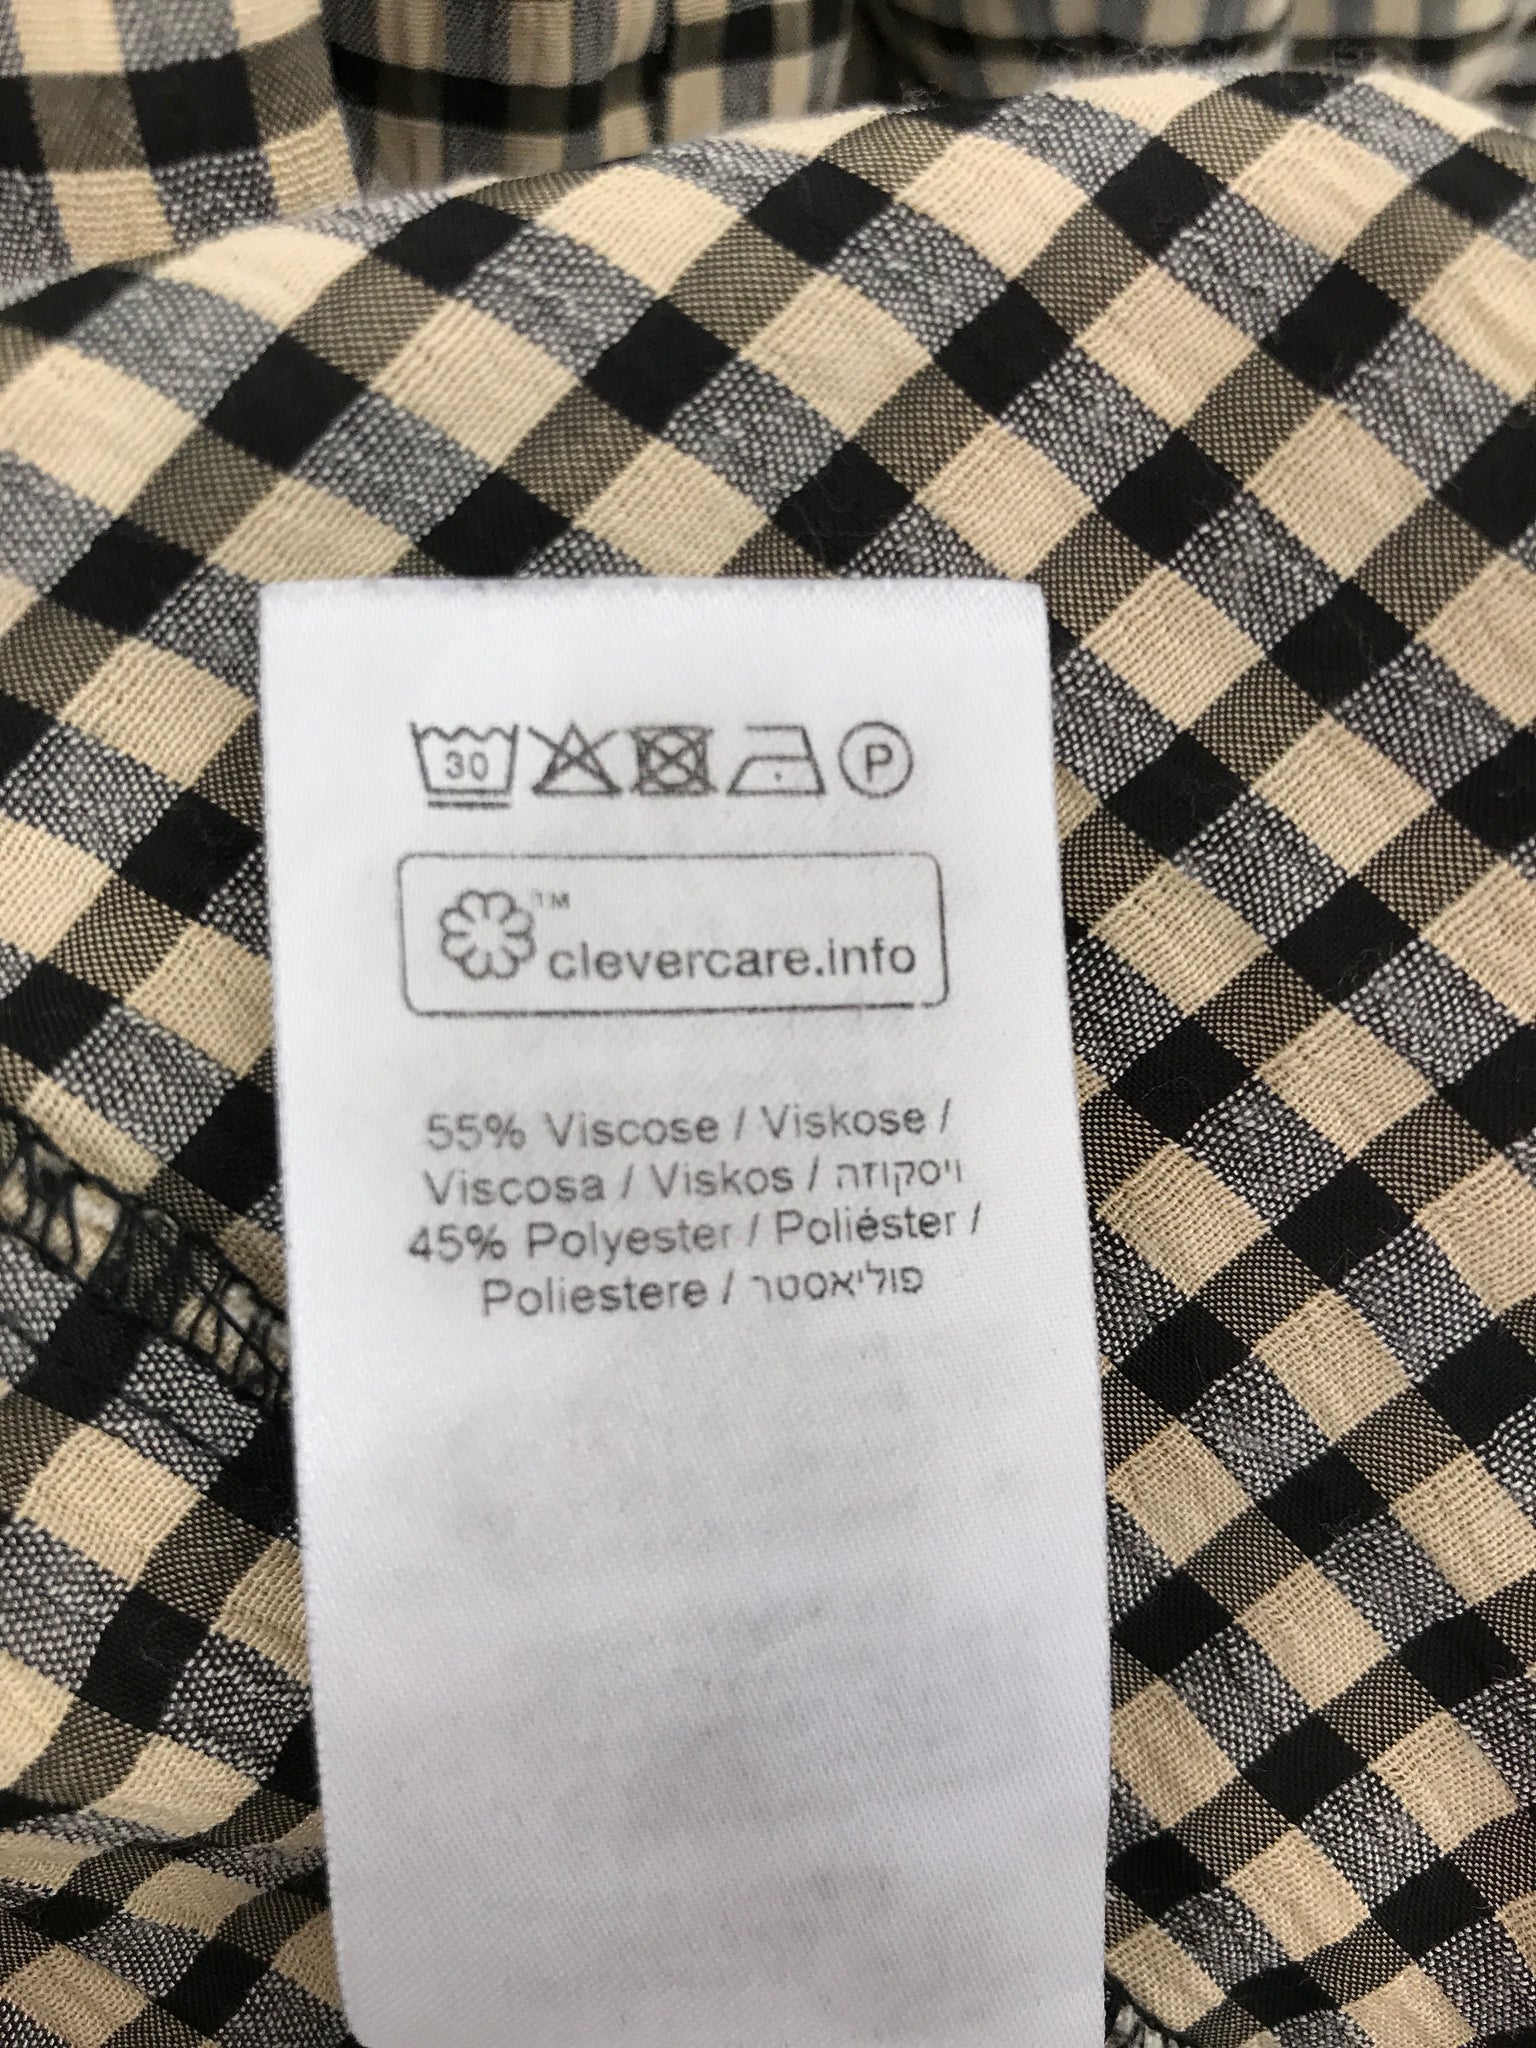 30
P
™
clevercare.info
55% Viscose / Viskose /
Viscosa / Viskos / ויסקוזה
45% Polyester / Poliéster /
Poliestere / פוליאסטר